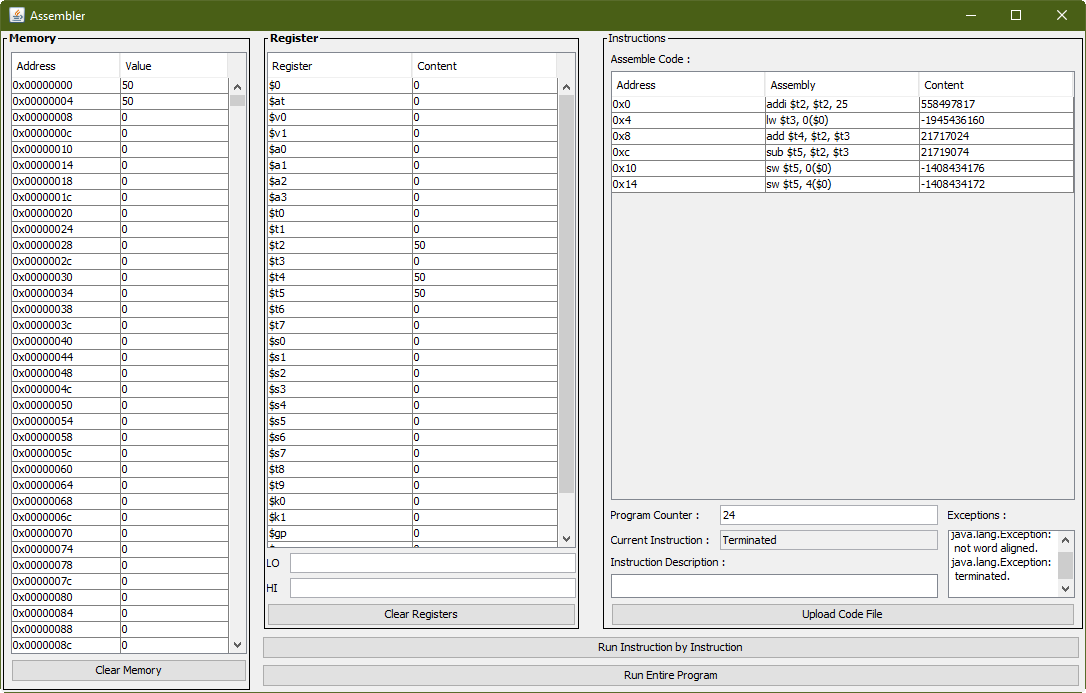 Assembler
Memory
Address Value
0x00000000 50
0x00000004 50
0x00000008 0
0x0000000c 0
0x00000010 0
0x00000014 0
0x00000018 0
0x0000001c 0
0x00000020 0
0x00000024 0
0x00000028 0
0x0000002c 0
0x00000030 0
0x00000034 0
0x00000038 0
0x0000003c 0
0x00000040 0
0x00000044 0
0x00000048 0
0x0000004c 0
0x00000050 0
0x00000054 0
0x00000058 0
0x0000005c 0
0x00000060 0
0x00000064 0
0x00000068 0
0x0000006c 0
0x00000070 0
0x00000074 0
0x00000078 0
0x0000007c 0
0x00000080 0
0x00000084 0
0x00000088 0
0x0000008c 0
Clear Memory
Register
Register Content
$0 0
$at 0
$v0 0
$v1 0
$a0 0
$a1 0
$a2 0
$a3 0
$t0 0
$t1 0
$t2 50
$t3 0
$t4 50
$t5 50
$t6 0
$t7 0
$s0 0
$s1 0
$s2 0
$s3 0
$s4 0
$s5 0
$s6 0
$s7 0
$t8 0
$t9 0
$k0 0
$k1 0
$gp 0
LO
HI
Clear Registers
Instructions
Assemble Code :
Address Assembly Content
0x0 addi $t2, $t2, 25 558497817
0x4 lw $t3, 0($0) -1945436160
0x8 add $t4, $t2, $t3 21717024
0xc sub $t5, $t2, $t3 21719074
0x10 sw $t5, 0($0) -1408434176
0x14 sw $t5, 4($0) -1408434172
Program Counter : 24
Current Instruction : Terminated
Instruction Description :
Exceptions :
java.lang.Exception:
not word aligned.
java.lang.Exception:
terminated.
Upload Code File
Run Instruction by Instruction
Run Entire Program